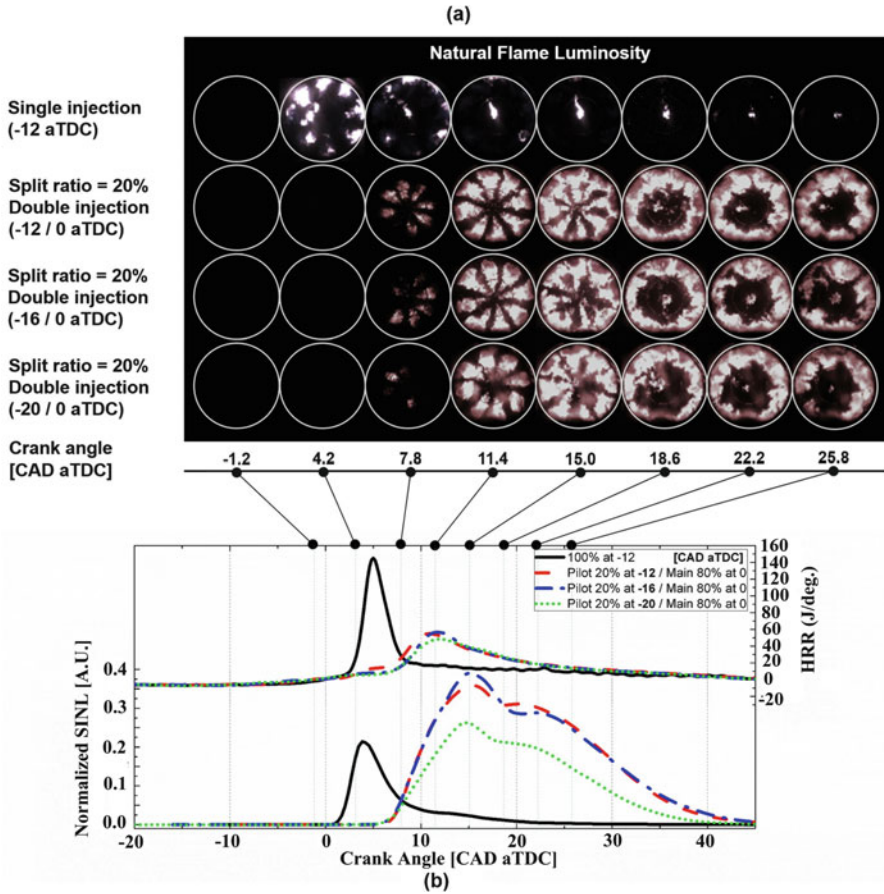 (a)
Natural Flame Luminosity
Single injection
(-12 aTDC)
Split ratio = 20%
Double injection
(-12 / 0 aTDC)
Split ratio = 20%
Double injection
(-16 / 0 aTDC)
Split ratio = 20%
Double injection
(-20 / 0 aTDC)
Crank angle
[CAD aTDC]
-1.2 4.2 7.8 11.4 15.0 18.6 22.2 25.8
100% at -12 [CAD aTDC]
Pilot 20% at -12 / Main 80% at 0
Pilot 20% at -16 / Main 80% at 0
Pilot 20% at -20 / Main 80% at 0
160
140
120
100
80
60
40
20
0
-20
HRR (J/deg.)
Normalized SINL [A.U.]
0.4
0.3
0.2
0.1
0.0
-20 -10 0 10 20 30 40
Crank Angle [CAD aTDC]
(b)